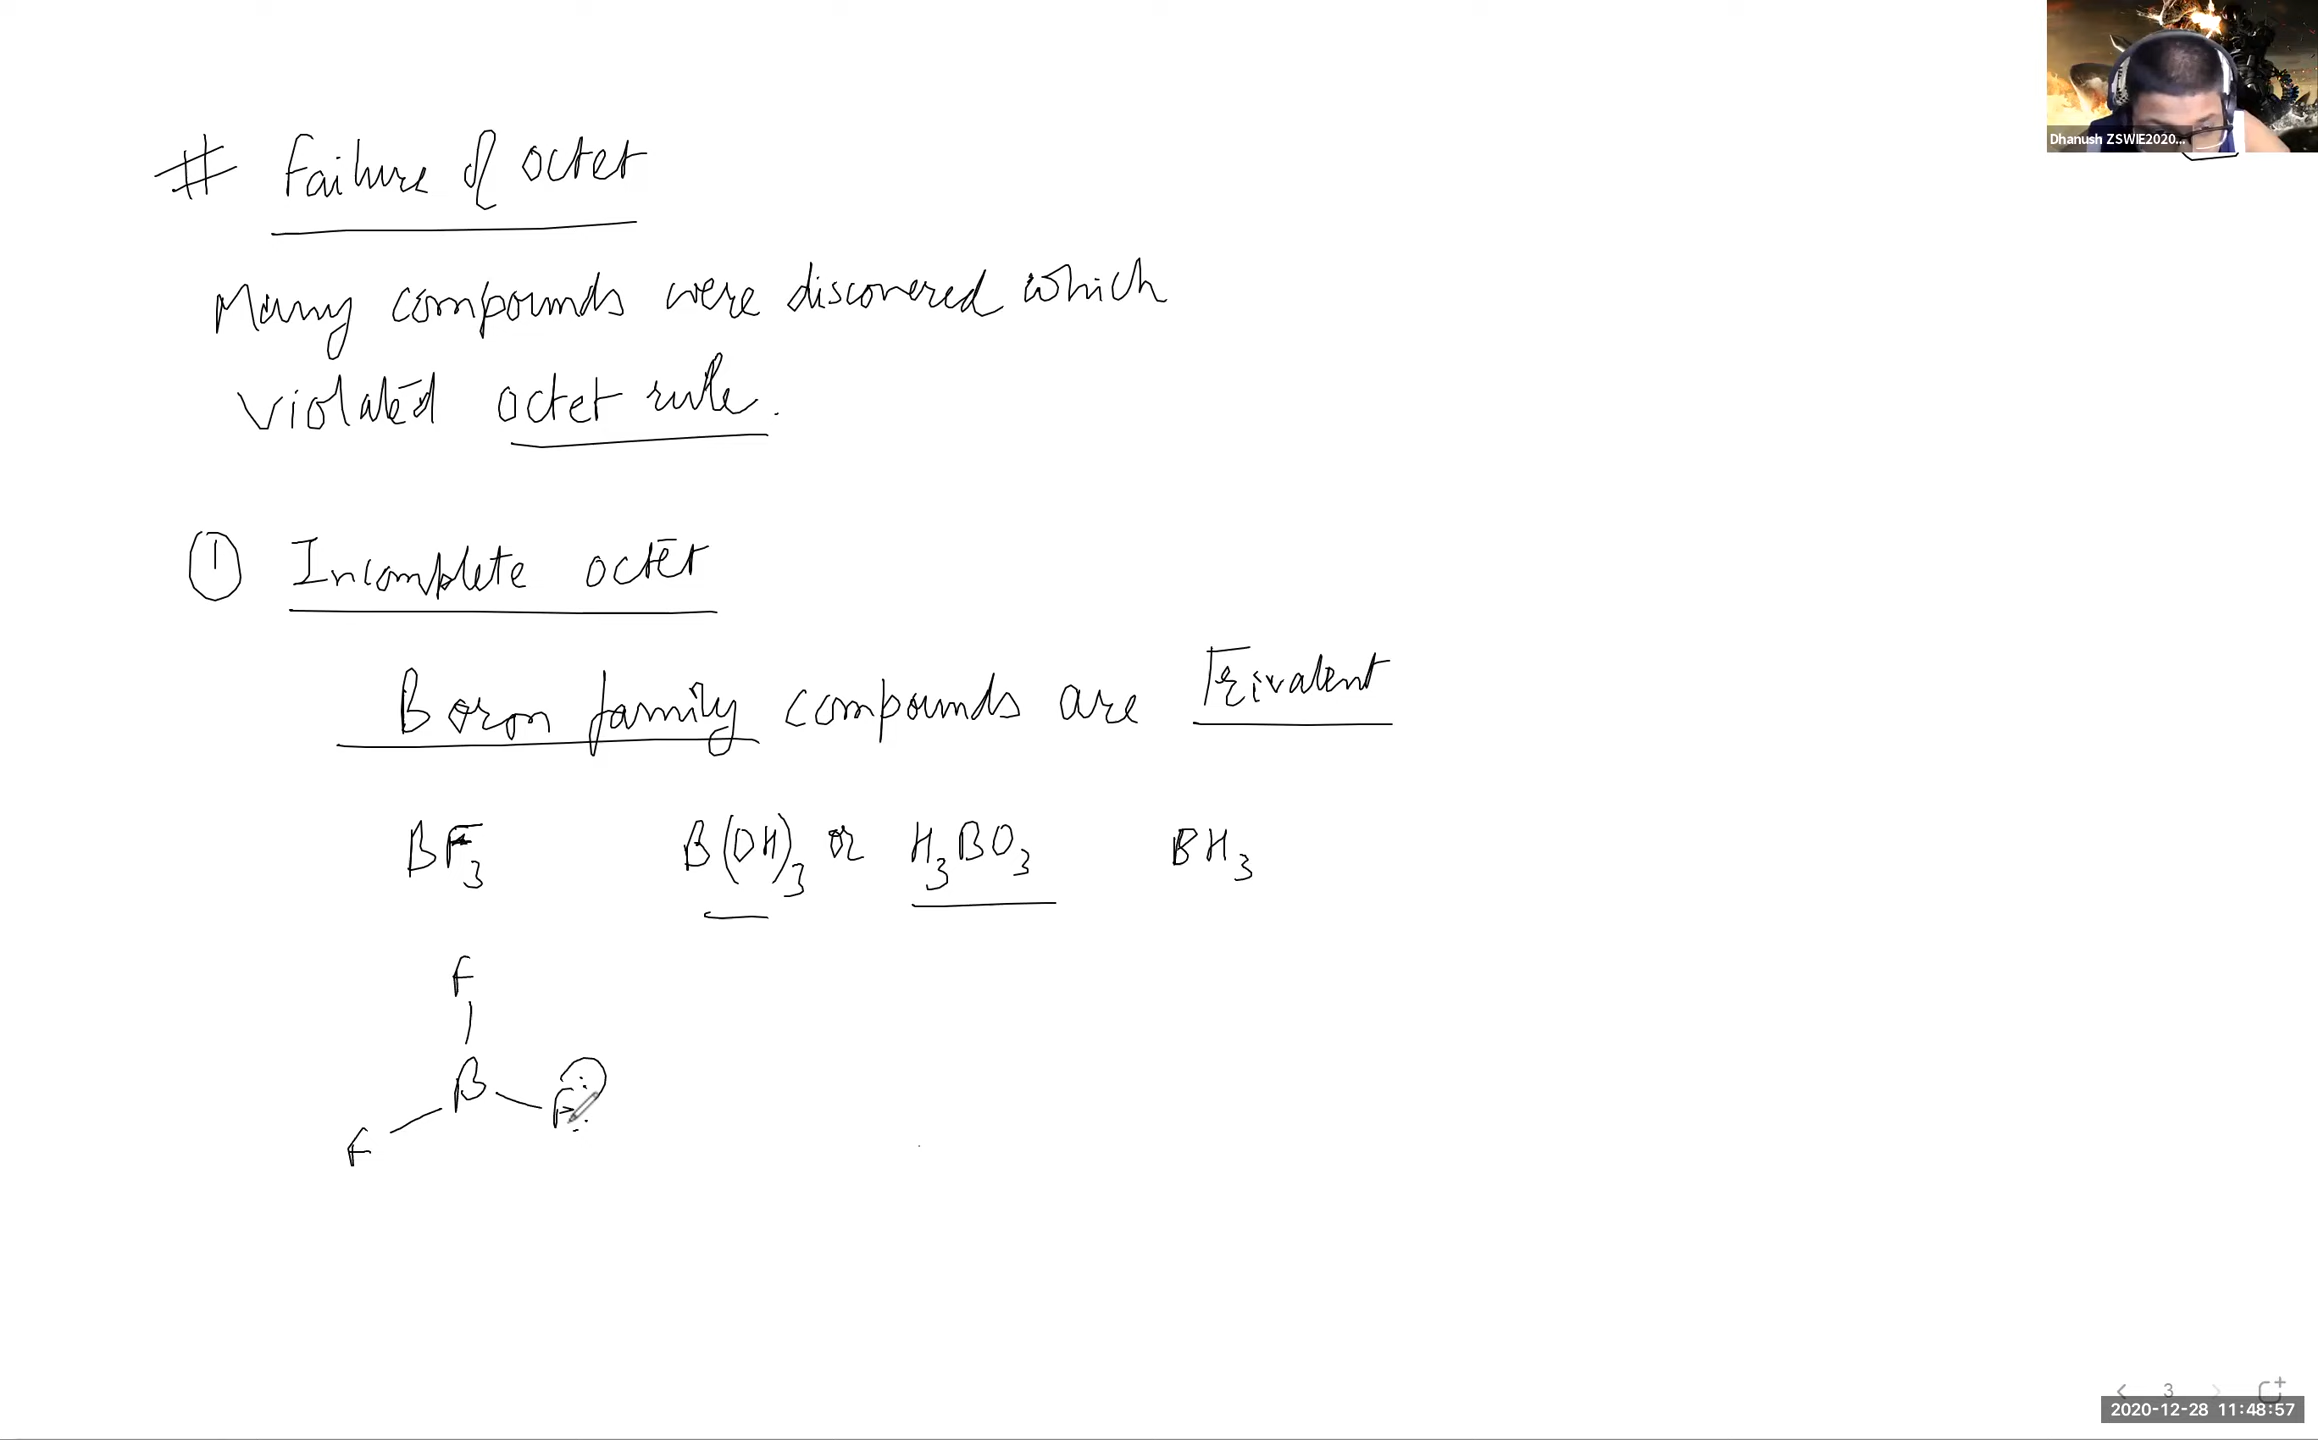 Dhanush ZSWIE2020...
# Failure of octet
Many compounds were discovered which
violated octet rule.
① Incomplete octet
Boron family compounds are Trivalent
BF₃ B(OH)₃ or H₃BO₃ BH₃
F
B
F
F
3
2020-12-28 11:48:57